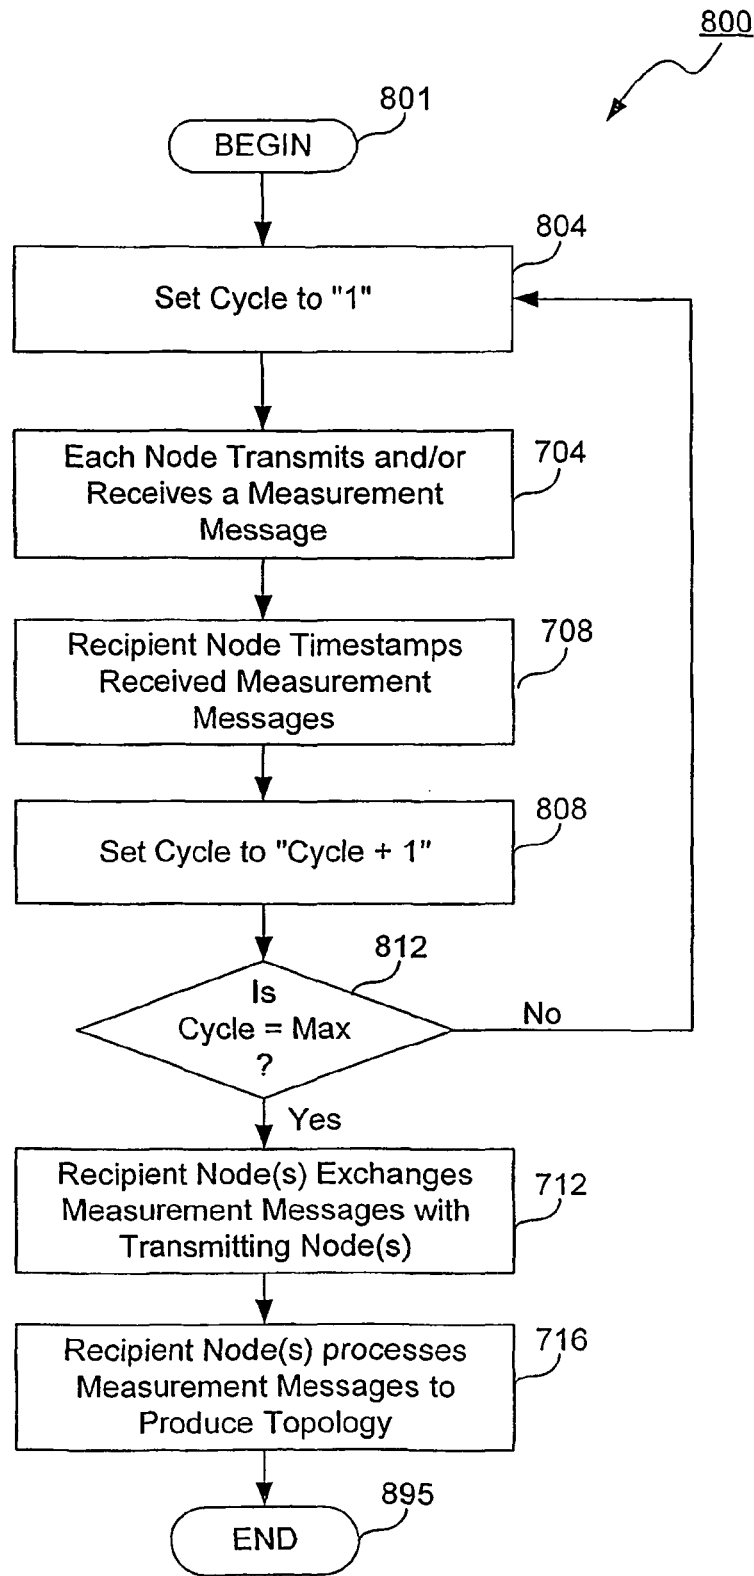 800
801
BEGIN
804
Set Cycle to "1"
Each Node Transmits and/or
Receives a Measurement
Message
704
Recipient Node Timestamps
Received Measurement
Messages
708
808
Set Cycle to "Cycle + 1"
812
Is
Cycle = Max
?
No
Yes
Recipient Node(s) Exchanges
Measurement Messages with
Transmitting Node(s)
712
Recipient Node(s) processes
Measurement Messages to
Produce Topology
716
895
END